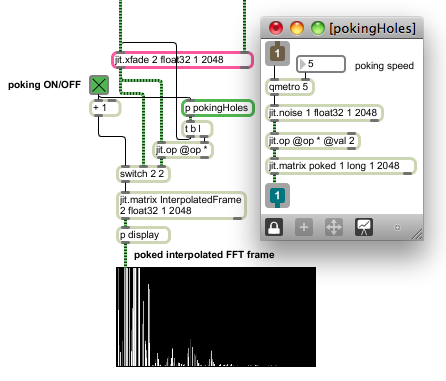 jit.xfade 2 float32 1 2048
poking ON/OFF
+ 1
p pokingHoles
t b l
jit.op @op *
switch 2 2
jit.matrix InterpolatedFrame
2 float32 1 2048
p display
poked interpolated FFT frame
[pokingHoles]
1
5
poking speed
qmetro 5
jit.noise 1 float32 1 2048
jit.op @op * @val 2
jit.matrix poked 1 long 1 2048
1